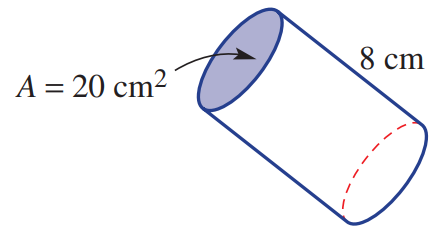 8 cm
A = 20 cm²